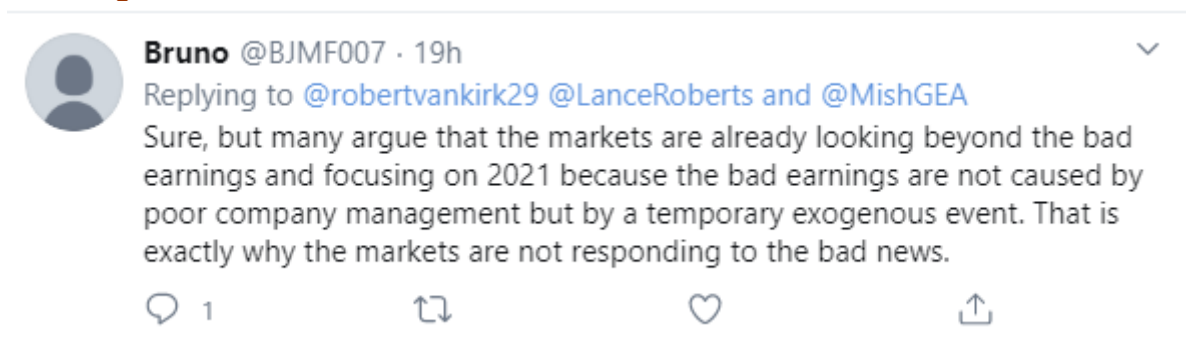 Bruno @BJMF007 · 19h
Replying to @robertvankirk29 @LanceRoberts and @MishGEA
Sure, but many argue that the markets are already looking beyond the bad
earnings and focusing on 2021 because the bad earnings are not caused by
poor company management but by a temporary exogenous event. That is
exactly why the markets are not responding to the bad news.
1